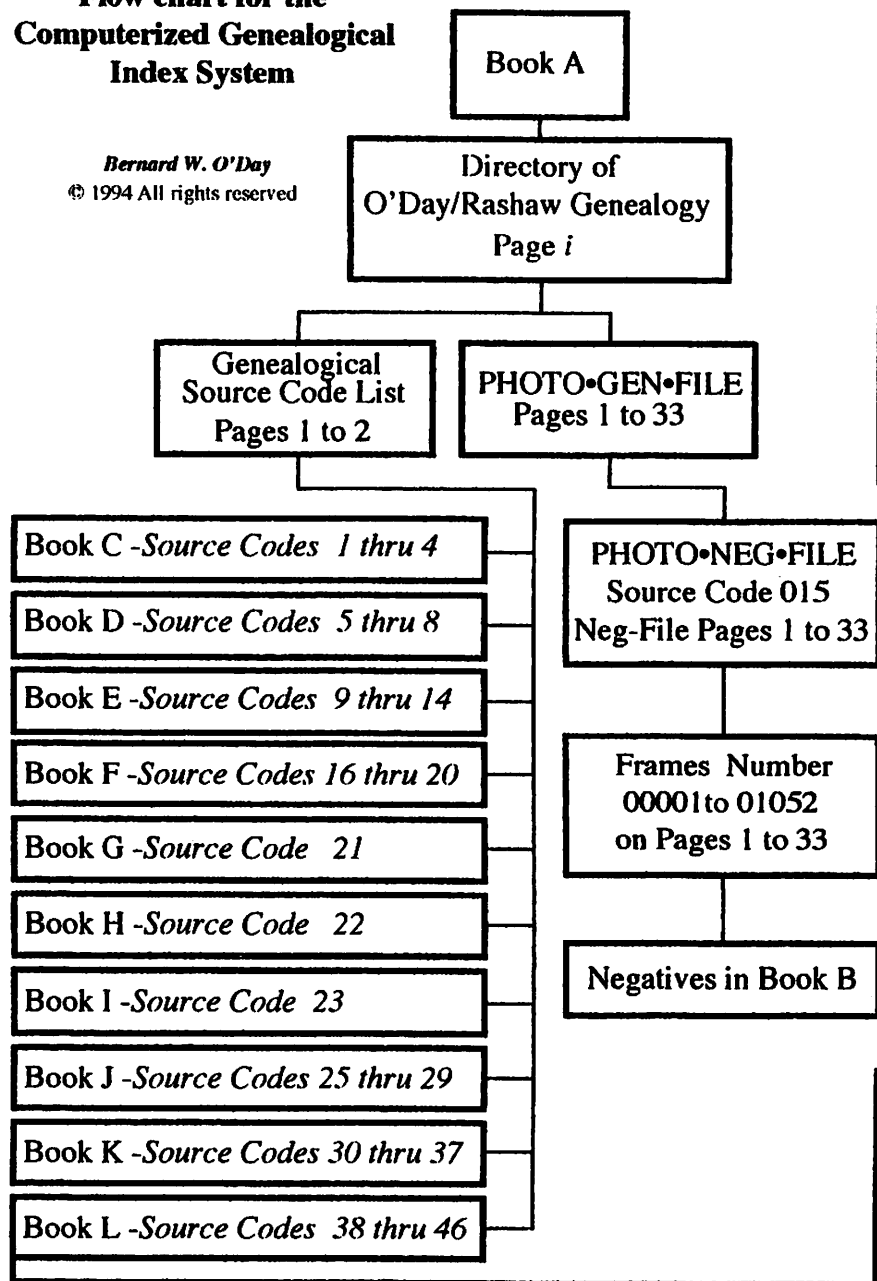 Flow chart for the
Computerized Genealogical
Index System
Bernard W. O'Day
© 1994 All rights reserved
Book A
Directory of
O'Day/Rashaw Genealogy
Page i
Genealogical
Source Code List
Pages 1 to 2
PHOTO•GEN•FILE
Pages 1 to 33
Book C -Source Codes 1 thru 4
Book D -Source Codes 5 thru 8
Book E -Source Codes 9 thru 14
Book F -Source Codes 16 thru 20
Book G -Source Code 21
Book H -Source Code 22
Book I -Source Code 23
Book J -Source Codes 25 thru 29
Book K -Source Codes 30 thru 37
Book L -Source Codes 38 thru 46
PHOTO•NEG•FILE
Source Code 015
Neg-File Pages 1 to 33
Frames Number
00001to 01052
on Pages 1 to 33
Negatives in Book B